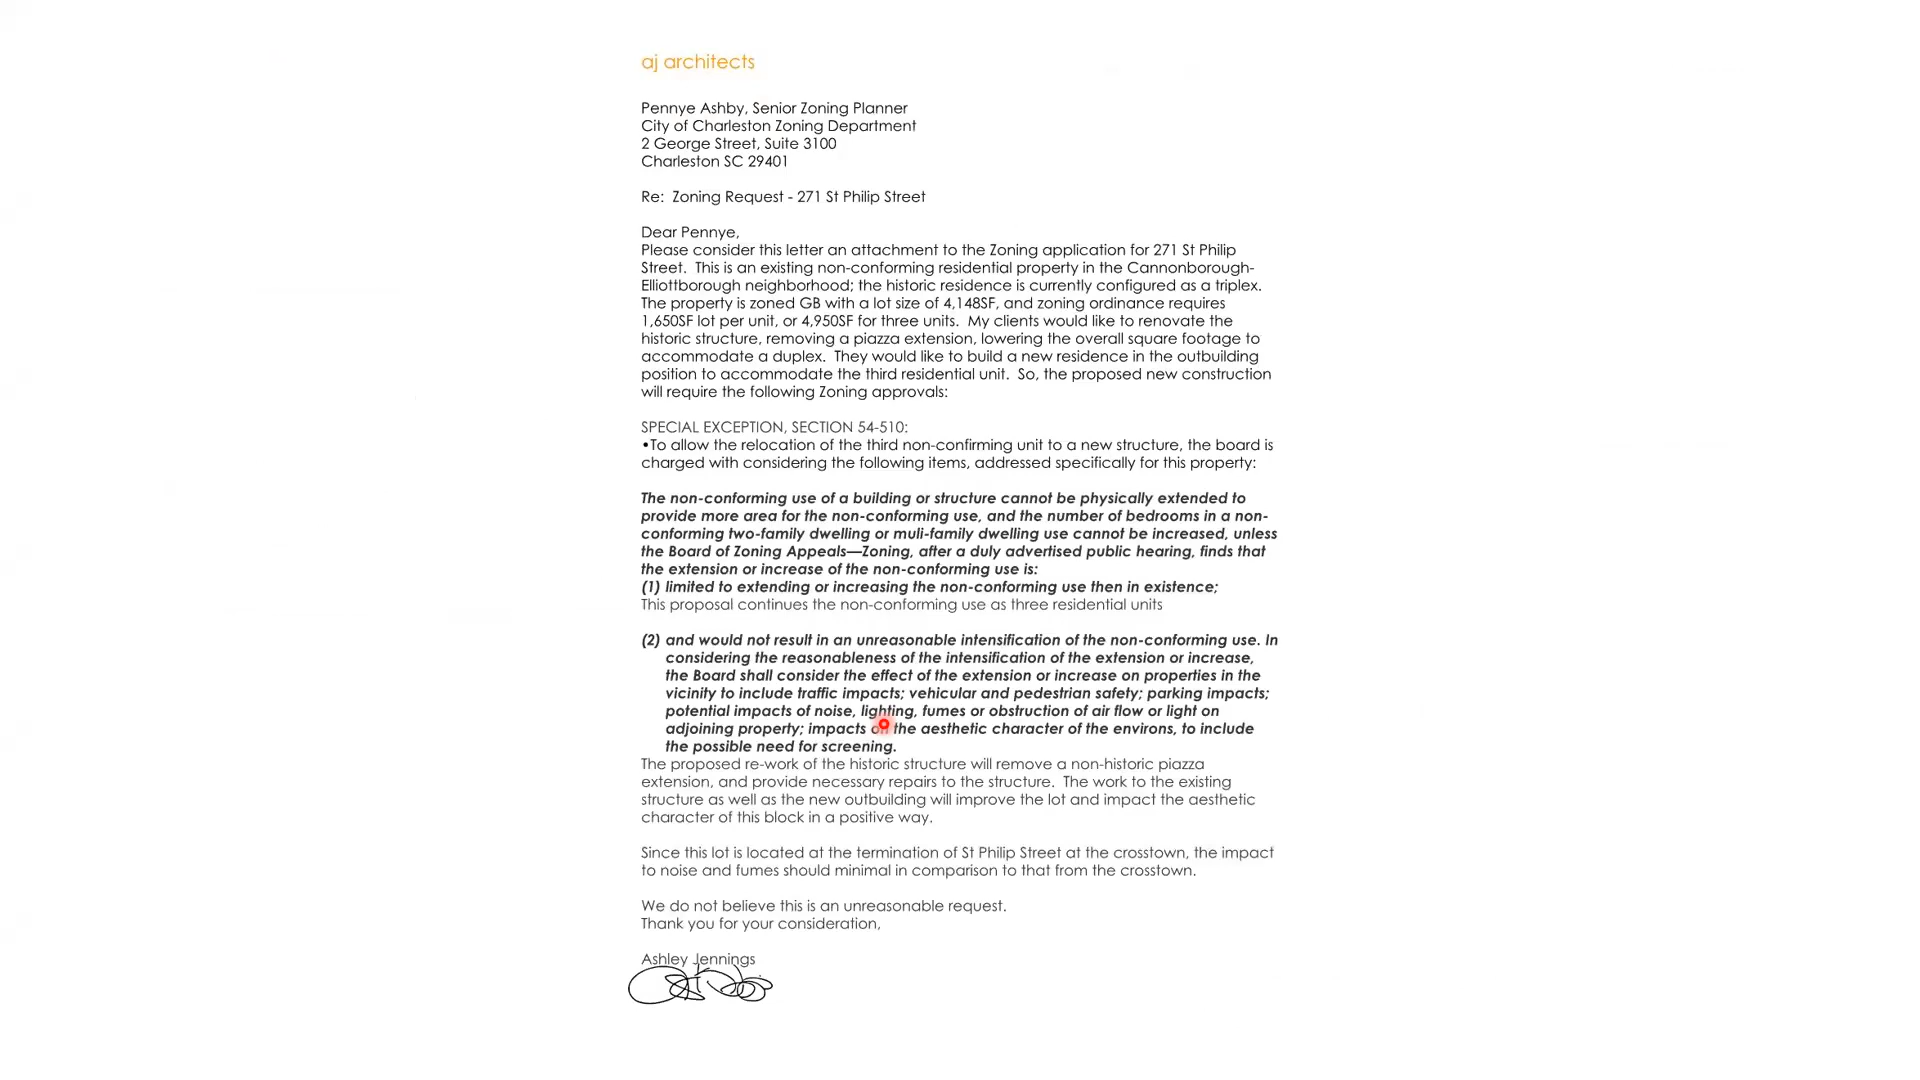 aj architects
Pennye Ashby, Senior Zoning Planner
City of Charleston Zoning Department
2 George Street, Suite 3100
Charleston SC 29401
Re:  Zoning Request - 271 St Philip Street
Dear Pennye,
Please consider this letter an attachment to the Zoning application for 271 St Philip
Street.  This is an existing non-conforming residential property in the Cannonborough-
Elliottborough neighborhood; the historic residence is currently configured as a triplex.
The property is zoned GB with a lot size of 4,148SF, and zoning ordinance requires
1,650SF lot per unit, or 4,950SF for three units.  My clients would like to renovate the
historic structure, removing a piazza extension, lowering the overall square footage to
accommodate a duplex.  They would like to build a new residence in the outbuilding
position to accommodate the third residential unit.  So, the proposed new construction
will require the following Zoning approvals:
SPECIAL EXCEPTION, SECTION 54-510:
•To allow the relocation of the third non-confirming unit to a new structure, the board is
charged with considering the following items, addressed specifically for this property:
The non-conforming use of a building or structure cannot be physically extended to
provide more area for the non-conforming use, and the number of bedrooms in a non-
conforming two-family dwelling or muli-family dwelling use cannot be increased, unless
the Board of Zoning Appeals—Zoning, after a duly advertised public hearing, finds that
the extension or increase of the non-conforming use is:
(1) limited to extending or increasing the non-conforming use then in existence;
This proposal continues the non-conforming use as three residential units
(2) and would not result in an unreasonable intensification of the non-conforming use. In
considering the reasonableness of the intensification of the extension or increase,
the Board shall consider the effect of the extension or increase on properties in the
vicinity to include traffic impacts; vehicular and pedestrian safety; parking impacts;
potential impacts of noise, lighting, fumes or obstruction of air flow or light on
adjoining property; impacts on the aesthetic character of the environs, to include
the possible need for screening.
The proposed re-work of the historic structure will remove a non-historic piazza
extension, and provide necessary repairs to the structure.  The work to the existing
structure as well as the new outbuilding will improve the lot and impact the aesthetic
character of this block in a positive way.
Since this lot is located at the termination of St Philip Street at the crosstown, the impact
to noise and fumes should minimal in comparison to that from the crosstown.
We do not believe this is an unreasonable request.
Thank you for your consideration,
Ashley Jennings